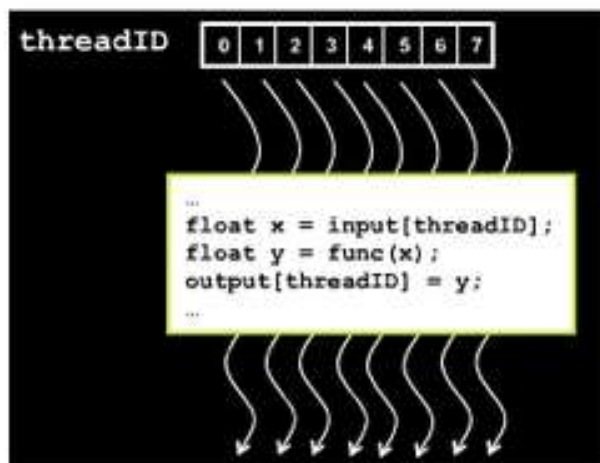 threadID 0 1 2 3 4 5 6 7
…
float x = input[threadID];
float y = func(x);
output[threadID] = y;
…